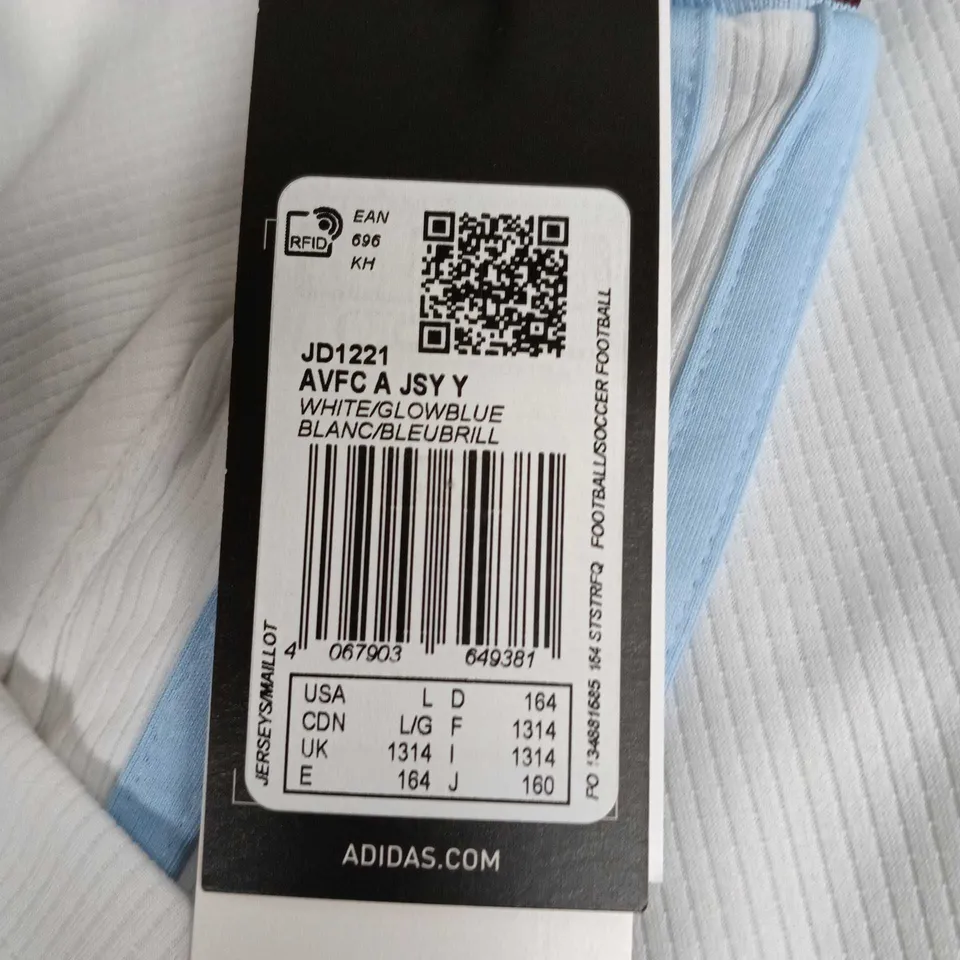 RFID
EAN
696
KH
JD1221
AVFC A JSY Y
WHITE/GLOWBLUE
BLANC/BLEUBRILL
4 067903 649381
USA L D 164
CDN L/G F 1314
UK 1314 I 1314
E 164 J 160
JERSEYS/MAILLOT
PO 134881685 164 STSTRFQ FOOTBALL/SOCCER FOOTBALL
ADIDAS.COM